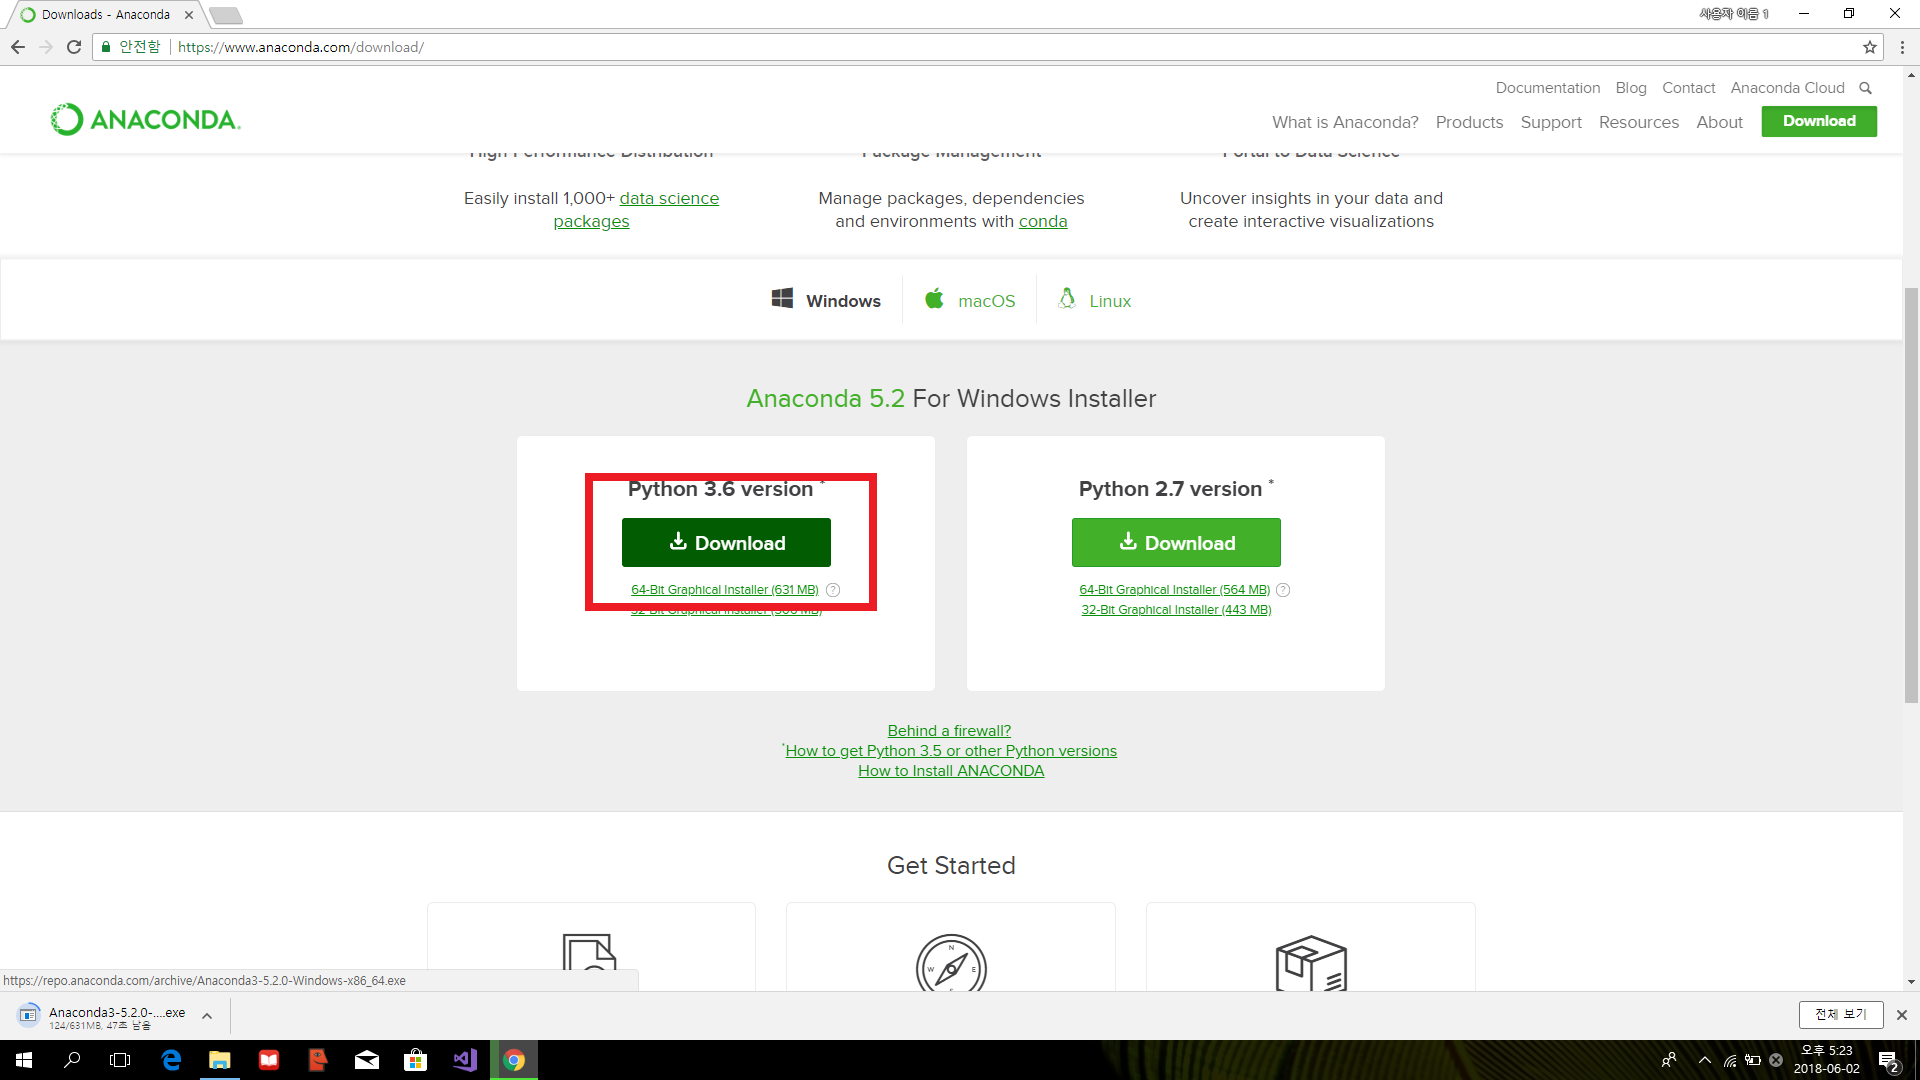 Downloads - Anaconda
사용자 이름 1
안전함
https://www.anaconda.com/download/
Documentation Blog Contact Anaconda Cloud
ANACONDA.
What is Anaconda? Products Support Resources About Download
High Performance Distribution Package Management Portal to Data Science
Easily install 1,000+ data science
packages
Manage packages, dependencies
and environments with conda
Uncover insights in your data and
create interactive visualizations
Windows macOS Linux
Anaconda 5.2 For Windows Installer
Python 3.6 version *
Download
64-Bit Graphical Installer (631 MB) ?
32-Bit Graphical Installer
Python 2.7 version *
Download
64-Bit Graphical Installer (564 MB) ?
32-Bit Graphical Installer (443 MB)
Behind a firewall?
*How to get Python 3.5 or other Python versions
How to Install ANACONDA
Get Started
N
W E
https://repo.anaconda.com/archive/Anaconda3-5.2.0-Windows-x86_64.exe
Anaconda3-5.2.0-....exe
124/631MB, 47초 남음
전체 보기
오후 5:23
2018-06-02
2